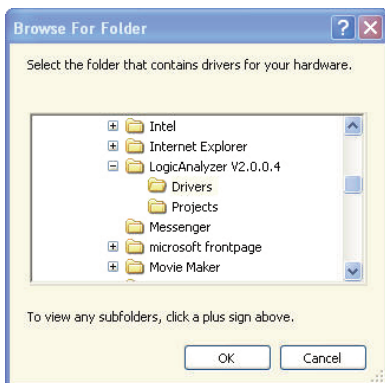 Browse For Folder
Select the folder that contains drivers for your hardware.
Intel
Internet Explorer
LogicAnalyzer V2.0.0.4
Drivers
Projects
Messenger
microsoft frontpage
Movie Maker
To view any subfolders, click a plus sign above.
OK
Cancel